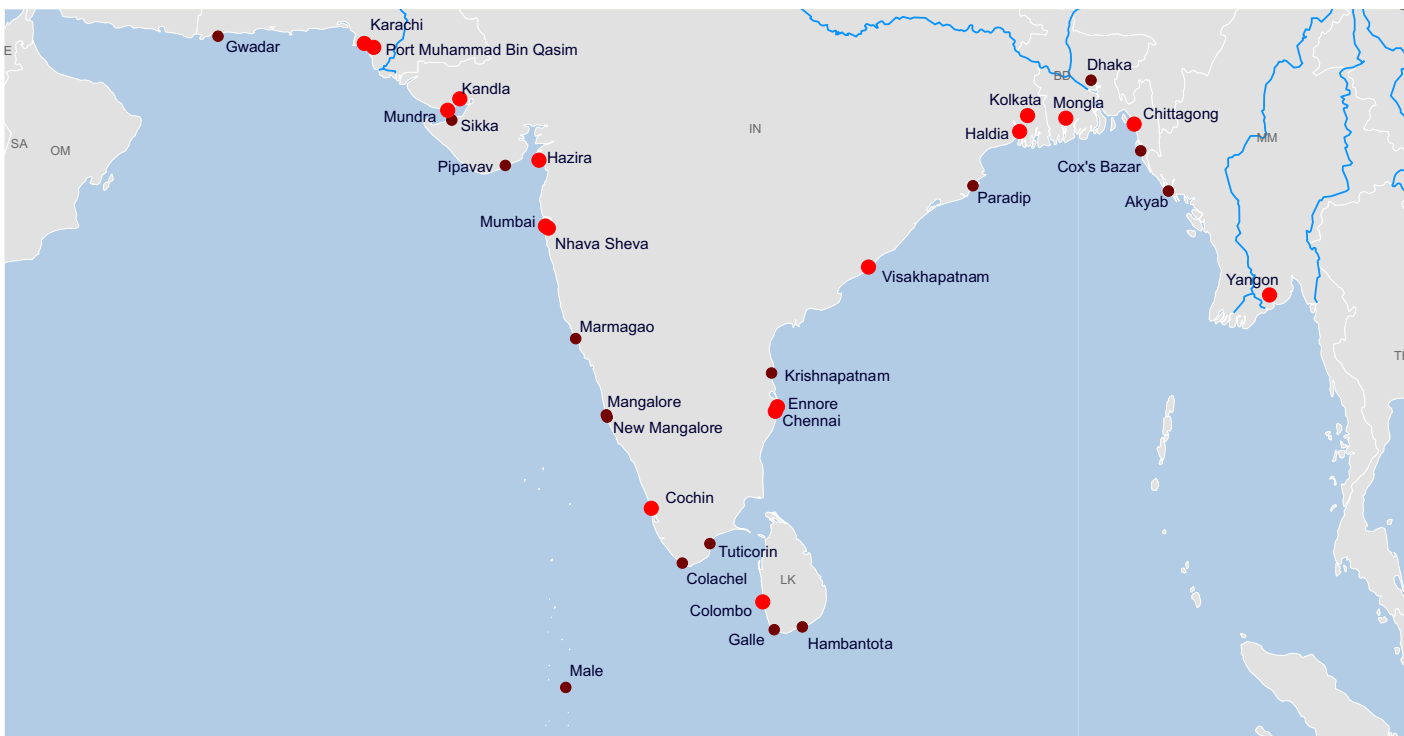 Karachi
Gwadar
Port Muhammad Bin Qasim
E
Dhaka
BD
Kandla
Kolkata
Mongla
Mundra
Sikka
Chittagong
IN
Haldia
MM
SA
OM
Hazira
Pipavav
Cox's Bazar
Paradip
Akyab
Mumbai
Nhava Sheva
Visakhapatnam
Yangon
Marmagao
Krishnapatnam
Mangalore
Ennore
New Mangalore
Chennai
Cochin
Tuticorin
Colachel
LK
Colombo
Galle
Hambantota
Male